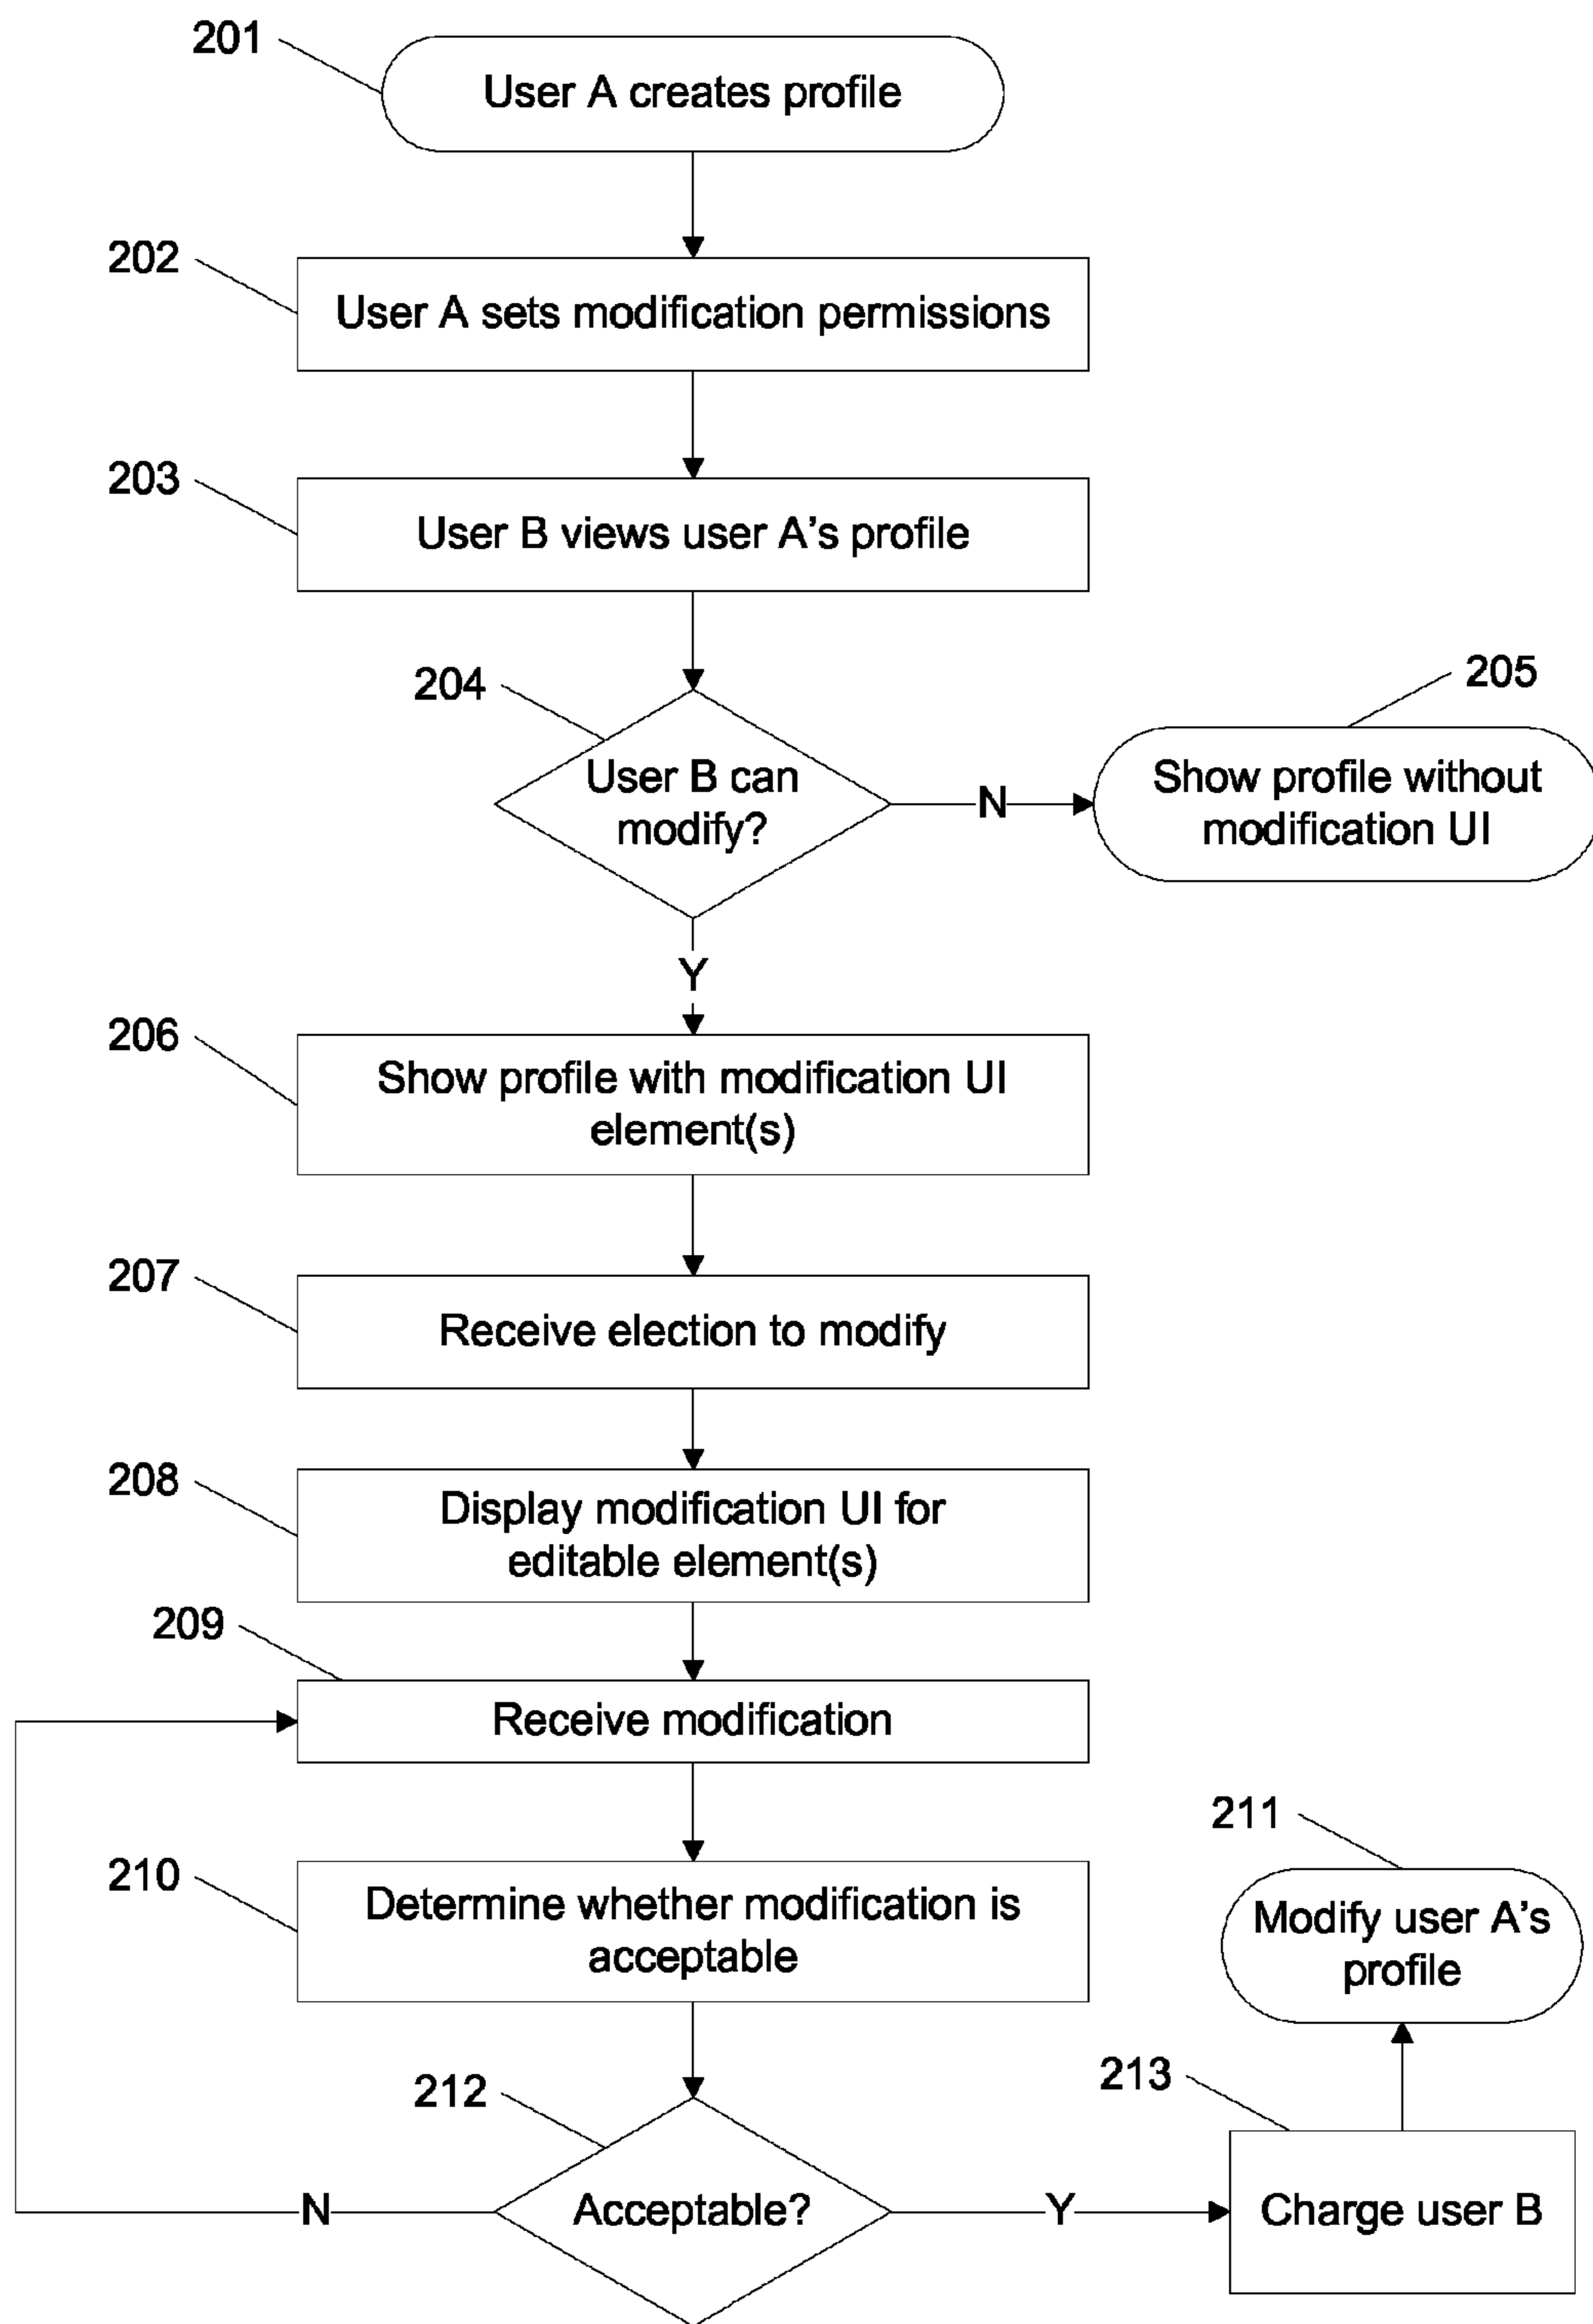 201
User A creates profile
202
User A sets modification permissions
203
User B views user A's profile
204
205
User B can
modify?
N
Show profile without
modification UI
Y
206
Show profile with modification UI
element(s)
207
Receive election to modify
208
Display modification UI for
editable element(s)
209
Receive modification
210
Determine whether modification is
acceptable
211
Modify user A's
profile
212
213
N
Acceptable?
Y
Charge user B